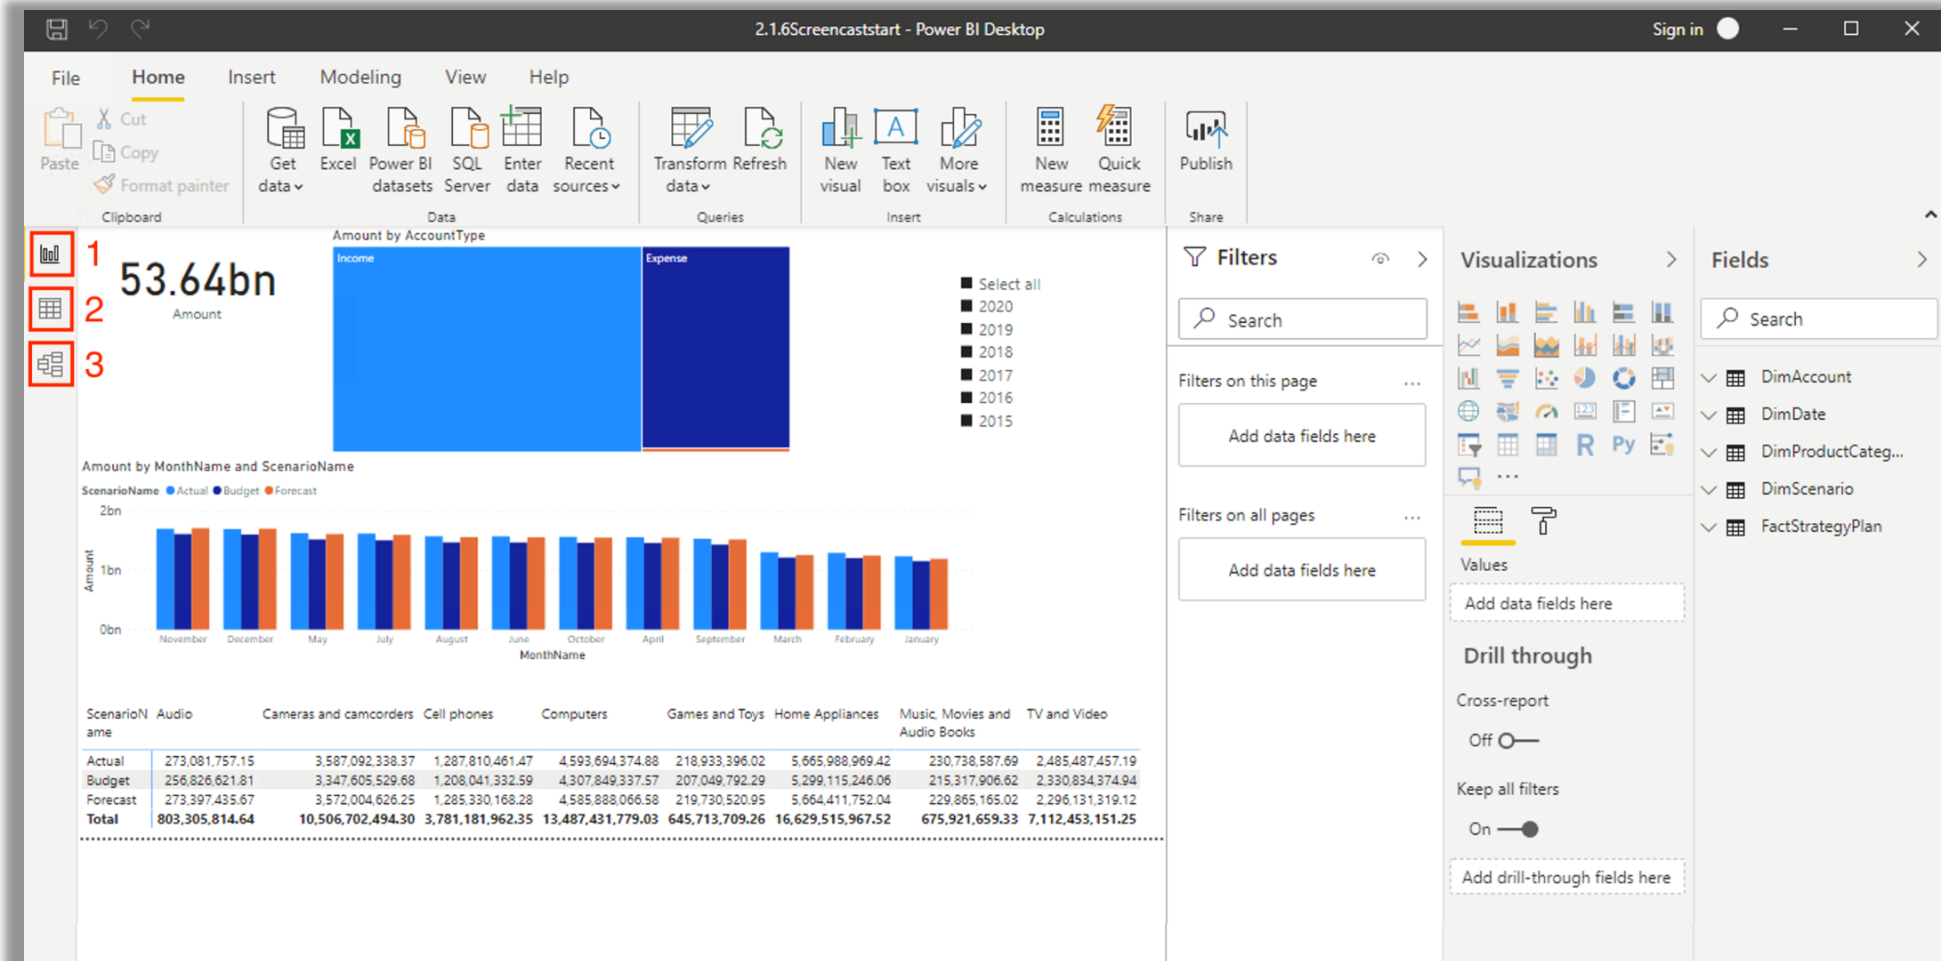 2.1.6Screencaststart - Power BI Desktop
Sign in
File Home Insert Modeling View Help
Paste
Cut
Copy
Format painter
Clipboard
Get data
Excel
Power BI datasets
SQL Server
Enter data
Recent sources
Data
Transform data
Refresh
Queries
New visual
Text box
More visuals
Insert
New measure
Quick measure
Calculations
Publish
Share
1
2
3
53.64bn
Amount
Amount by AccountType
Income
Expense
Select all
2020
2019
2018
2017
2016
2015
Amount by MonthName and ScenarioName
ScenarioName Actual Budget Forecast
2bn
1bn
0bn
Amount
November December May July August June October April September March February January
MonthName
ScenarioN
ame
Audio
Cameras and camcorders
Cell phones
Computers
Games and Toys
Home Appliances
Music, Movies and
Audio Books
TV and Video
Actual 273,081,757.15 3,587,092,338.37 1,287,810,461.47 4,593,694,374.88 218,933,396.02 5,665,988,969.42 230,738,587.69 2,485,487,457.19
Budget 256,826,621.81 3,347,605,529.68 1,208,041,332.59 4,307,849,337.57 207,049,792.29 5,299,115,246.06 215,317,906.62 2,330,834,374.94
Forecast 273,397,435.67 3,572,004,626.25 1,285,330,168.28 4,585,888,066.58 219,730,520.95 5,664,411,752.04 229,865,165.02 2,296,131,319.12
Total 803,305,814.64 10,506,702,494.30 3,781,181,962.35 13,487,431,779.03 645,713,709.26 16,629,515,967.52 675,921,659.33 7,112,453,151.25
Filters
Search
Filters on this page ...
Add data fields here
Filters on all pages ...
Add data fields here
Visualizations
123
R
Py
...
Values
Add data fields here
Drill through
Cross-report
Off
Keep all filters
On
Add drill-through fields here
Fields
Search
DimAccount
DimDate
DimProductCateg...
DimScenario
FactStrategyPlan